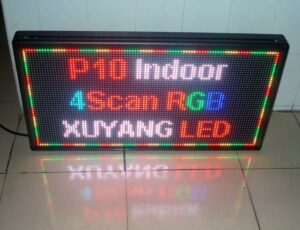 P10 Indoor
4Scan RGB
XUYANG LED